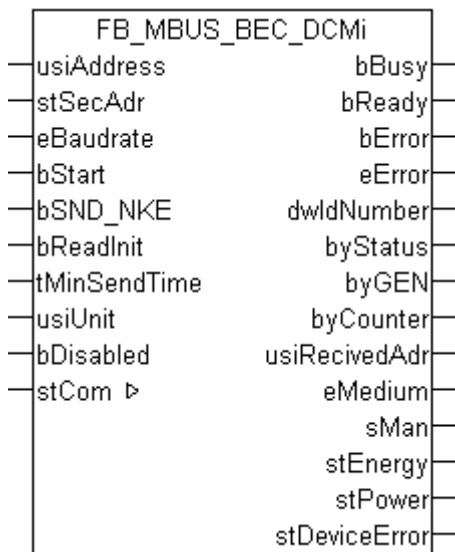 FB_MBUS_BEC_DCMi
usiAddress bBusy
stSecAdr bReady
eBaudrate bError
bStart eError
bSND_NKE dwIdNumber
bReadInit byStatus
tMinSendTime byGEN
usiUnit byCounter
bDisabled usiRecivedAdr
stCom ▷ eMedium
sMan
stEnergy
stPower
stDeviceError